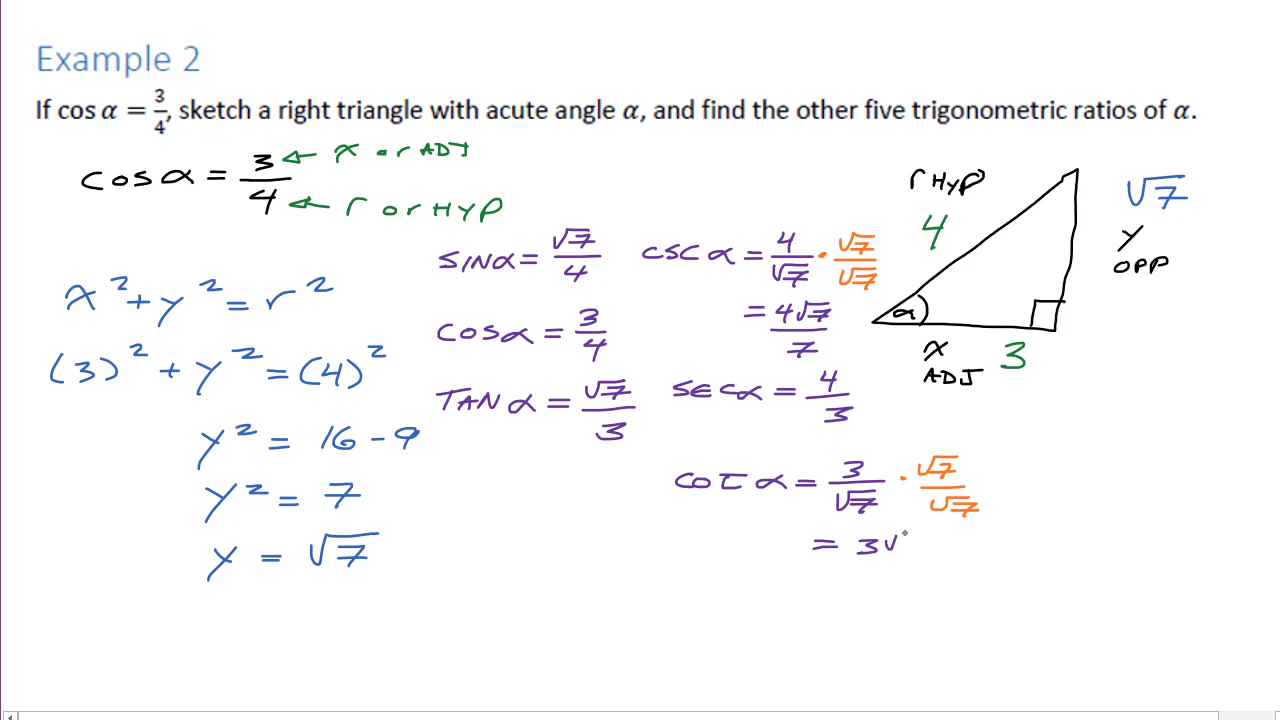 Example 2
If cos α = 3/4, sketch a right triangle with acute angle α, and find the other five trigonometric ratios of α.
cos α = 3/4
← x or ADJ
← r or HYP
x² + y² = r²
(3)² + y² = (4)²
y² = 16 - 9
y² = 7
y = √7
SIN α = √7/4
COS α = 3/4
TAN α = √7/3
CSC α = 4/√7 · √7/√7
= 4√7/7
SEC α = 4/3
COT α = 3/√7 · √7/√7
= 3√
r HYP
4
α
x
ADJ
3
√7
y
OPP